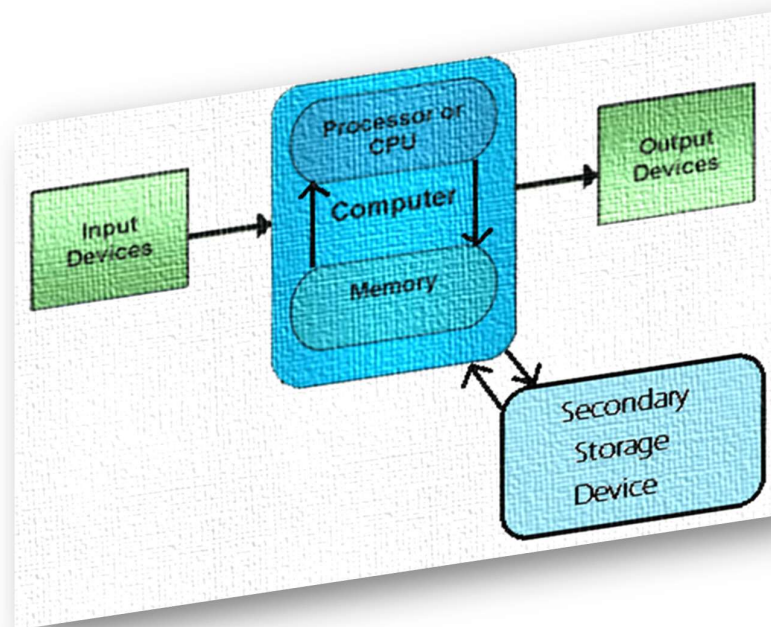 Input
Devices
Processor or
CPU
Computer
Memory
Output
Devices
Secondary
Storage
Device